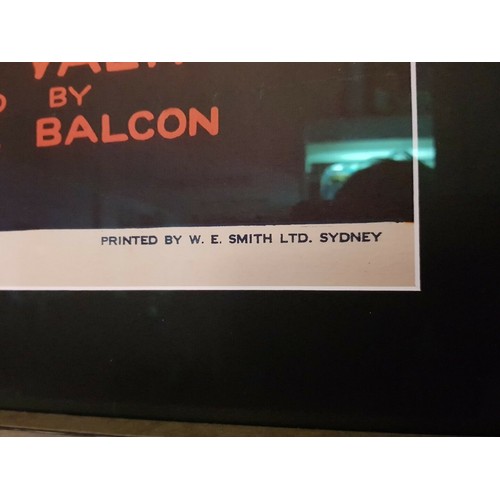 BY
BALCON
PRINTED BY W. E. SMITH LTD. SYDNEY